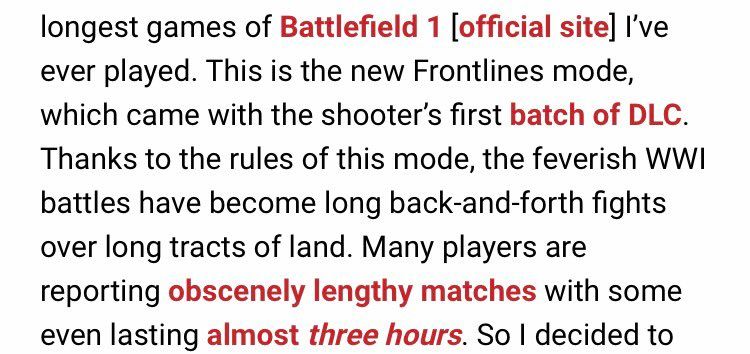 longest games of Battlefield 1 [official site] I’ve
ever played. This is the new Frontlines mode,
which came with the shooter’s first batch of DLC.
Thanks to the rules of this mode, the feverish WWI
battles have become long back-and-forth fights
over long tracts of land. Many players are
reporting obscenely lengthy matches with some
even lasting almost three hours. So I decided to